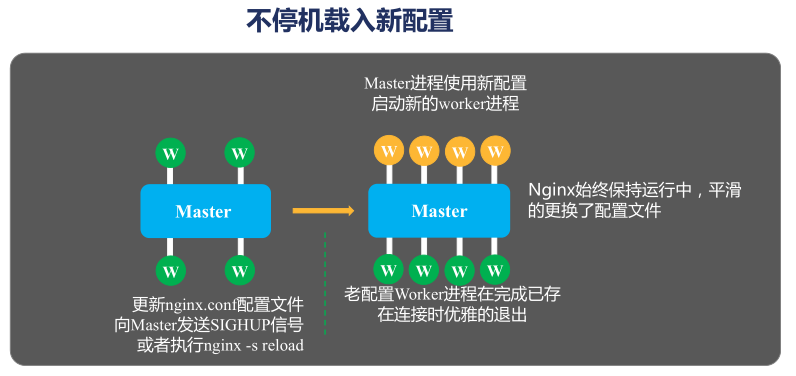 不停机载入新配置
Master进程使用新配置
启动新的worker进程
W W
W W W W
Master
Master
Nginx始终保持运行中，平滑
的更换了配置文件
W W
W W W W
更新nginx.conf配置文件
向Master发送SIGHUP信号
或者执行nginx -s reload
老配置Worker进程在完成已存
在连接时优雅的退出